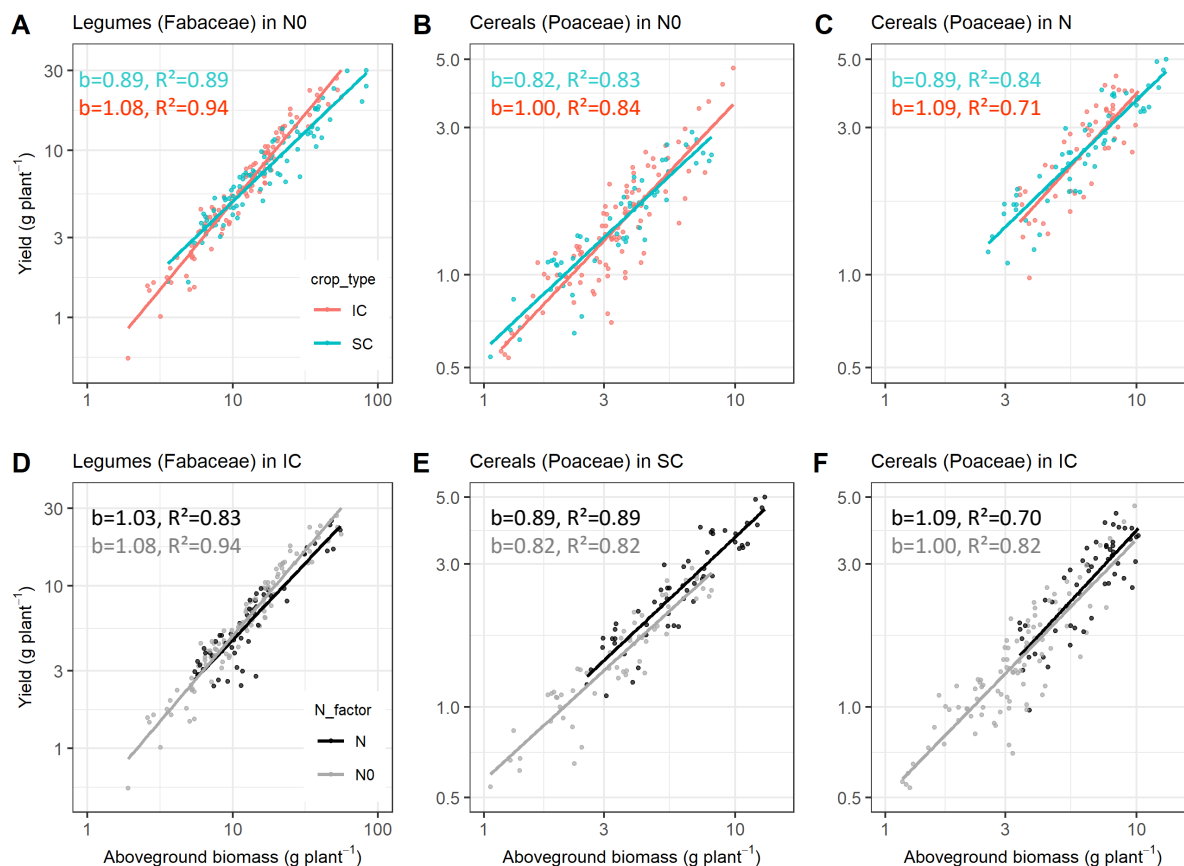 A Legumes (Fabaceae) in N0
b=0.89, R²=0.89
b=1.08, R²=0.94
30
10
3
1
Yield (g plant⁻¹)
crop_type
IC
SC
1 10 100
B Cereals (Poaceae) in N0
b=0.82, R²=0.83
b=1.00, R²=0.84
5.0
3.0
1.0
0.5
1 3 10
C Cereals (Poaceae) in N
b=0.89, R²=0.84
b=1.09, R²=0.71
5.0
3.0
1.0
0.5
1 3 10
D Legumes (Fabaceae) in IC
b=1.03, R²=0.83
b=1.08, R²=0.94
30
10
3
1
Yield (g plant⁻¹)
N_factor
N
N0
1 10 100
Aboveground biomass (g plant⁻¹)
E Cereals (Poaceae) in SC
b=0.89, R²=0.89
b=0.82, R²=0.82
5.0
3.0
1.0
0.5
1 3 10
Aboveground biomass (g plant⁻¹)
F Cereals (Poaceae) in IC
b=1.09, R²=0.70
b=1.00, R²=0.82
5.0
3.0
1.0
0.5
1 3 10
Aboveground biomass (g plant⁻¹)